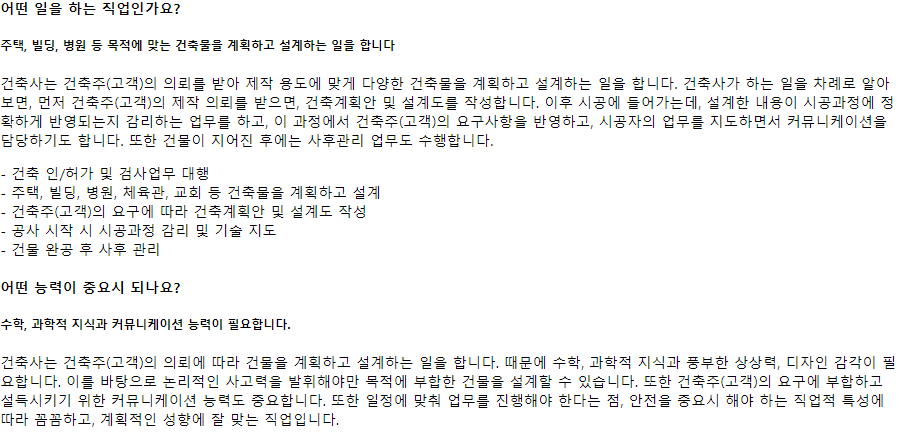 어떤 일을 하는 직업인가요?
주택, 빌딩, 병원 등 목적에 맞는 건축물을 계획하고 설계하는 일을 합니다
건축사는 건축주(고객)의 의뢰를 받아 제작 용도에 맞게 다양한 건축물을 계획하고 설계하는 일을 합니다. 건축사가 하는 일을 차례로 알아
보면, 먼저 건축주(고객)의 제작 의뢰를 받으면, 건축계획안 및 설계도를 작성합니다. 이후 시공에 들어가는데, 설계한 내용이 시공과정에 정
확하게 반영되는지 감리하는 업무를 하고, 이 과정에서 건축주(고객)의 요구사항을 반영하고, 시공자의 업무를 지도하면서 커뮤니케이션을
담당하기도 합니다. 또한 건물이 지어진 후에는 사후관리 업무도 수행합니다.
- 건축 인/허가 및 검사업무 대행
- 주택, 빌딩, 병원, 체육관, 교회 등 건축물을 계획하고 설계
- 건축주(고객)의 요구에 따라 건축계획안 및 설계도 작성
- 공사 시작 시 시공과정 감리 및 기술 지도
- 건물 완공 후 사후 관리
어떤 능력이 중요시 되나요?
수학, 과학적 지식과 커뮤니케이션 능력이 필요합니다.
건축사는 건축주(고객)의 의뢰에 따라 건물을 계획하고 설계하는 일을 합니다. 때문에 수학, 과학적 지식과 풍부한 상상력, 디자인 감각이 필
요합니다. 이를 바탕으로 논리적인 사고력을 발휘해야만 목적에 부합한 건물을 설계할 수 있습니다. 또한 건축주(고객)의 요구에 부합하고
설득시키기 위한 커뮤니케이션 능력도 중요합니다. 또한 일정에 맞춰 업무를 진행해야 한다는 점, 안전을 중요시 해야 하는 직업적 특성에
따라 꼼꼼하고, 계획적인 성향에 잘 맞는 직업입니다.